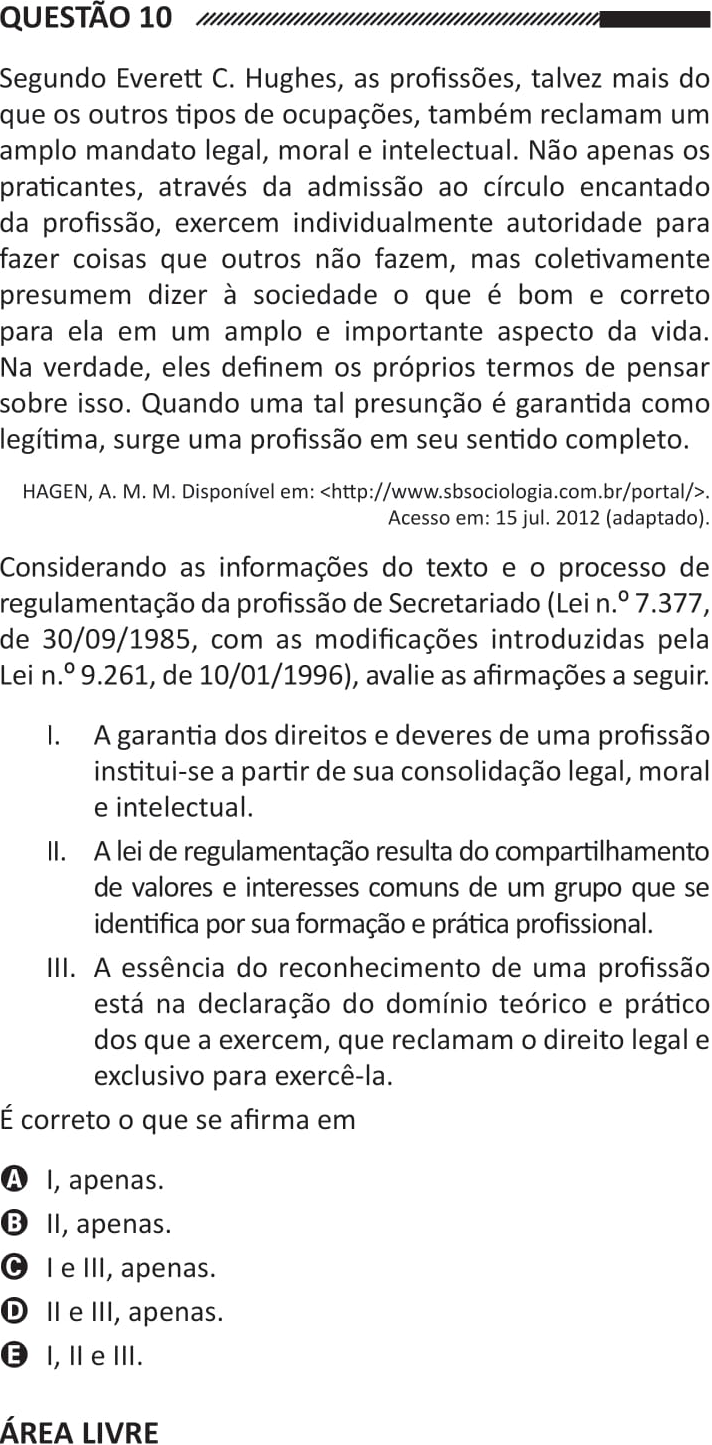 QUESTÃO 10
Segundo Everett C. Hughes, as profissões, talvez mais do
que os outros tipos de ocupações, também reclamam um
amplo mandato legal, moral e intelectual. Não apenas os
praticantes, através da admissão ao círculo encantado
da profissão, exercem individualmente autoridade para
fazer coisas que outros não fazem, mas coletivamente
presumem dizer à sociedade o que é bom e correto
para ela em um amplo e importante aspecto da vida.
Na verdade, eles definem os próprios termos de pensar
sobre isso. Quando uma tal presunção é garantida como
legítima, surge uma profissão em seu sentido completo.
HAGEN, A. M. M. Disponível em: <http://www.sbsociologia.com.br/portal/>.
Acesso em: 15 jul. 2012 (adaptado).
Considerando as informações do texto e o processo de
regulamentação da profissão de Secretariado (Lei n.º 7.377,
de 30/09/1985, com as modificações introduzidas pela
Lei n.º 9.261, de 10/01/1996), avalie as afirmações a seguir.
I. A garantia dos direitos e deveres de uma profissão
institui-se a partir de sua consolidação legal, moral
e intelectual.
II. A lei de regulamentação resulta do compartilhamento
de valores e interesses comuns de um grupo que se
identifica por sua formação e prática profissional.
III. A essência do reconhecimento de uma profissão
está na declaração do domínio teórico e prático
dos que a exercem, que reclamam o direito legal e
exclusivo para exercê-la.
É correto o que se afirma em
A I, apenas.
B II, apenas.
C I e III, apenas.
D II e III, apenas.
E I, II e III.
ÁREA LIVRE